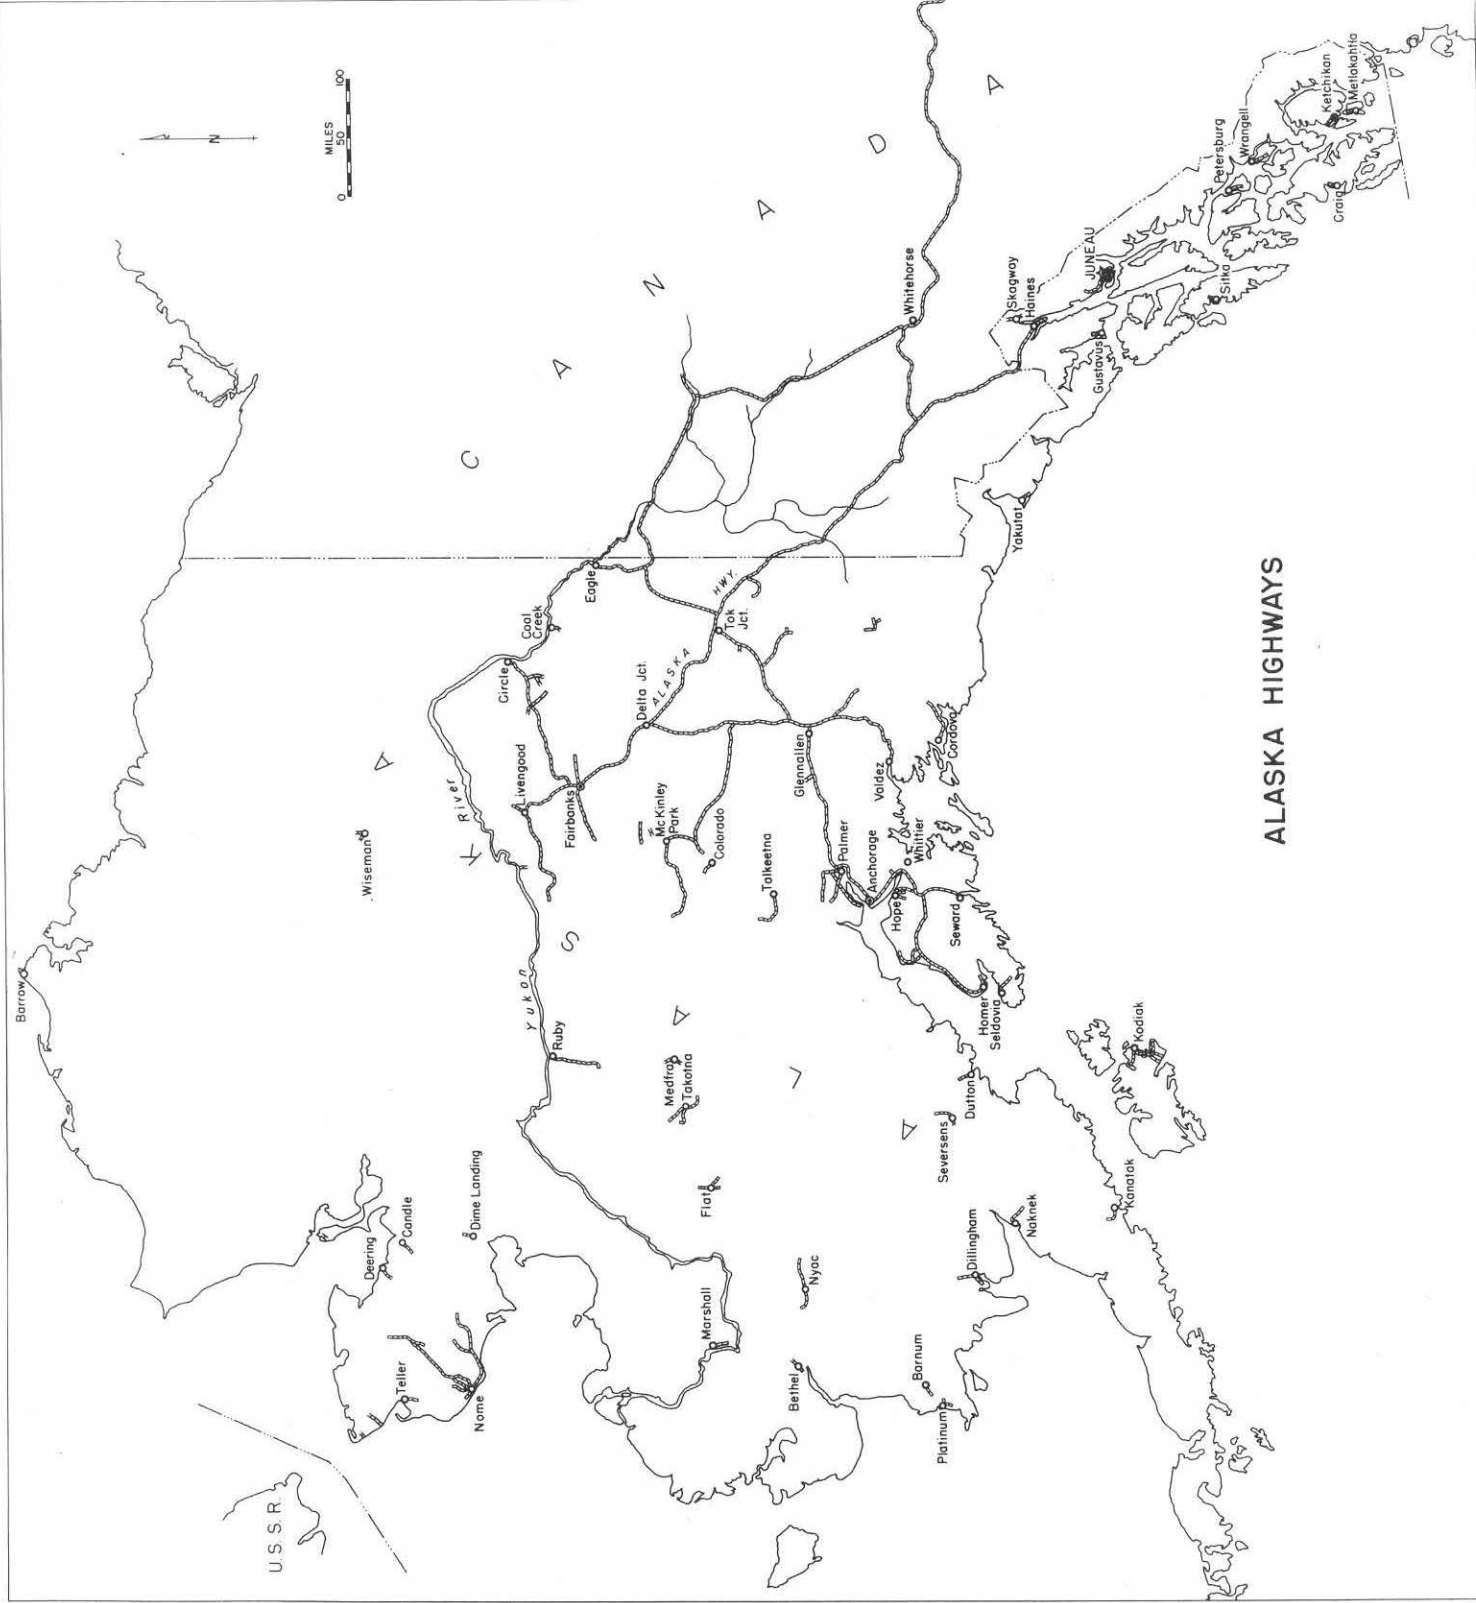 Barrow
N
MILES
0 50 100
Wiseman
River
Yukon
CANADA
ALASKA
U.S.S.R.
Deering
Candle
Dime Landing
Teller
Nome
Ruby
Livengood
Circle
Coal
Creek
Eagle
Fairbanks
Delta Jct.
ALASKA HWY.
Tok
Jct.
McKinley
Park
Colorado
Talkeetna
Medfra
Takotna
Flat
Marshall
Nyac
Bethel
Barnum
Platinum
Dillingham
Naknek
Seversens
Dutton
Kanatak
Kodiak
Homer
Seldovia
Seward
Hope
Anchorage
Palmer
Whittier
Glennallen
Valdez
Cordova
Yakutat
Whitehorse
Skagway
Haines
Gustavus
JUNEAU
Sitka
Petersburg
Wrangell
Craig
Ketchikan
Metlakahtla
ALASKA HIGHWAYS